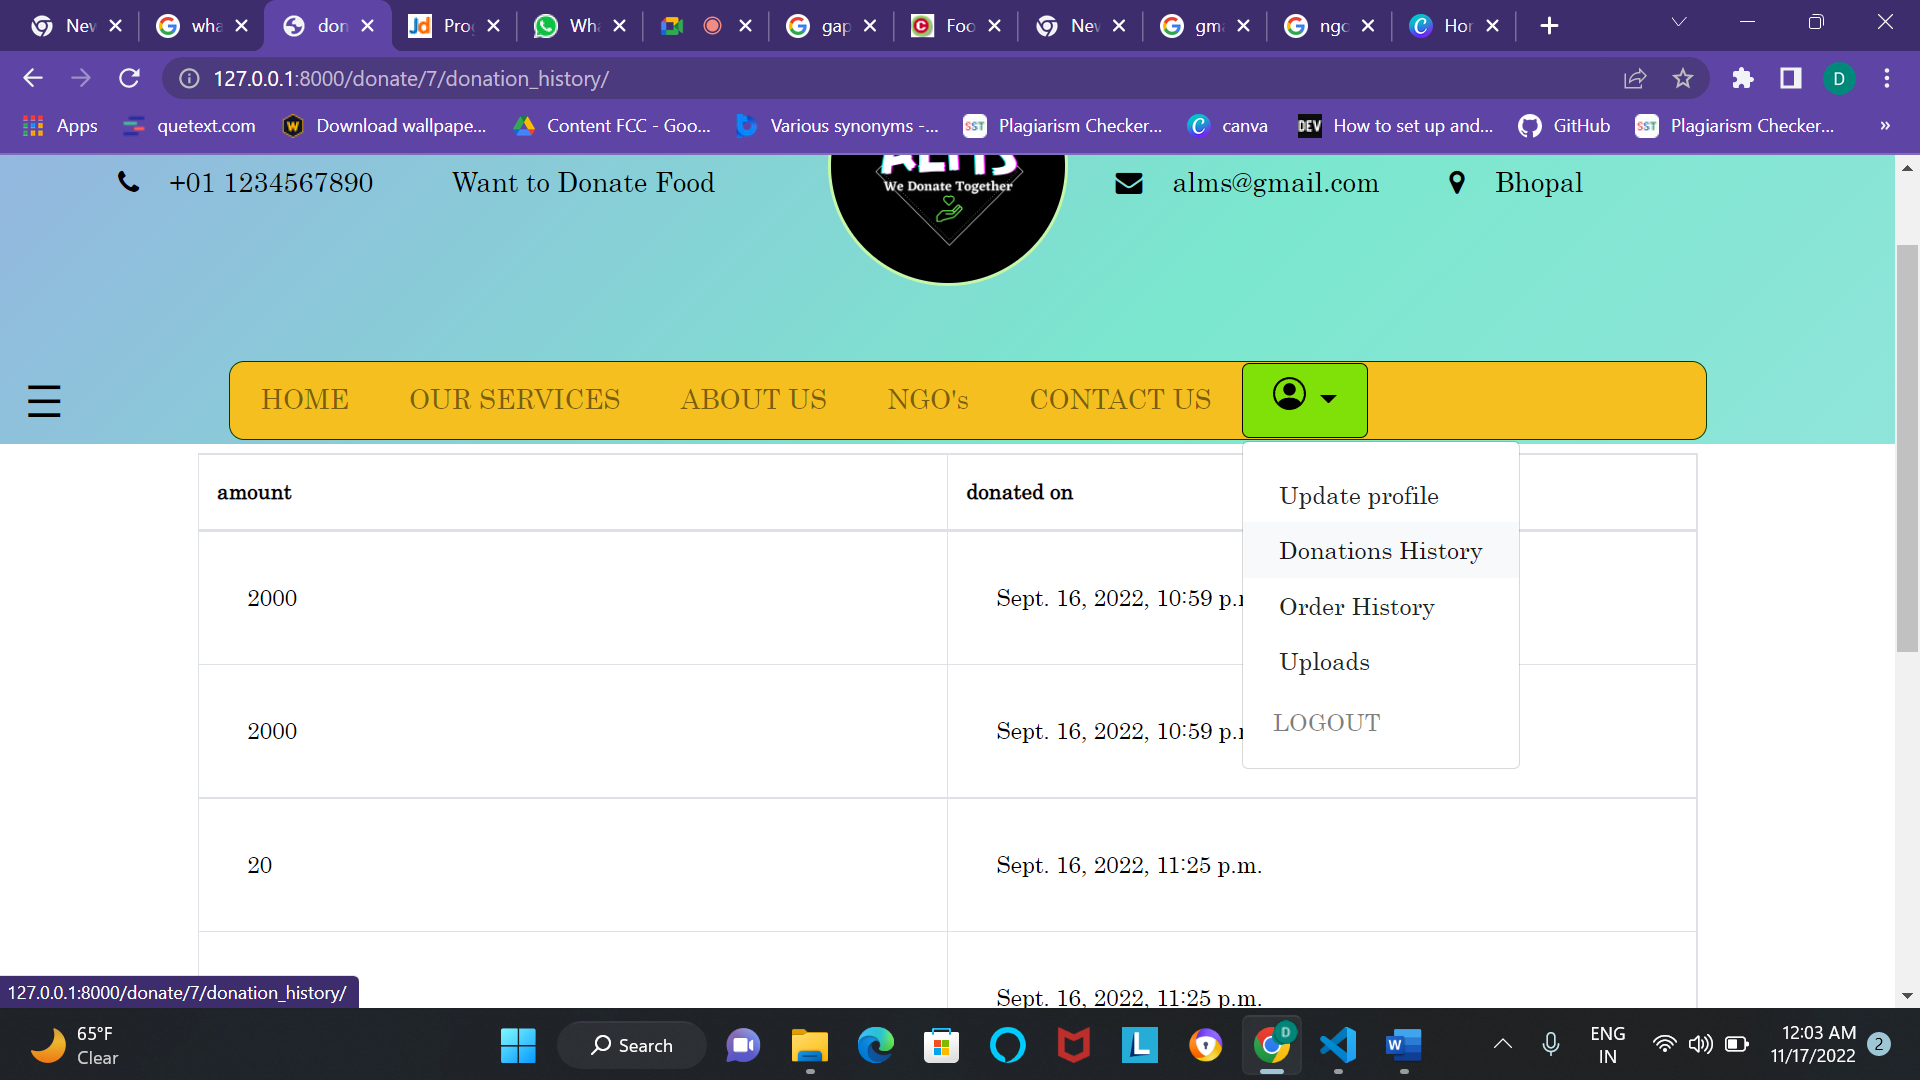 Nev
wha
don
Pro
Wh
gap
Foo
Nev
gma
ngo
Hor
127.0.0.1:8000/donate/7/donation_history/
D
Apps
quetext.com
Download wallpape...
Content FCC - Goo...
Various synonyms -...
SST Plagiarism Checker...
canva
DEV How to set up and...
GitHub
SST Plagiarism Checker...
»
+01 1234567890
Want to Donate Food
ALMS
We Donate Together
alms@gmail.com
Bhopal
HOME OUR SERVICES ABOUT US NGO's CONTACT US
amount donated on
Update profile
Donations History
Order History
Uploads
LOGOUT
2000 Sept. 16, 2022, 10:59 p.
2000 Sept. 16, 2022, 10:59 p.
20 Sept. 16, 2022, 11:25 p.m.
Sept. 16, 2022, 11:25 p.m.
127.0.0.1:8000/donate/7/donation_history/
65°F
Clear
Search
L
D
W
ENG
IN
12:03 AM
11/17/2022
2